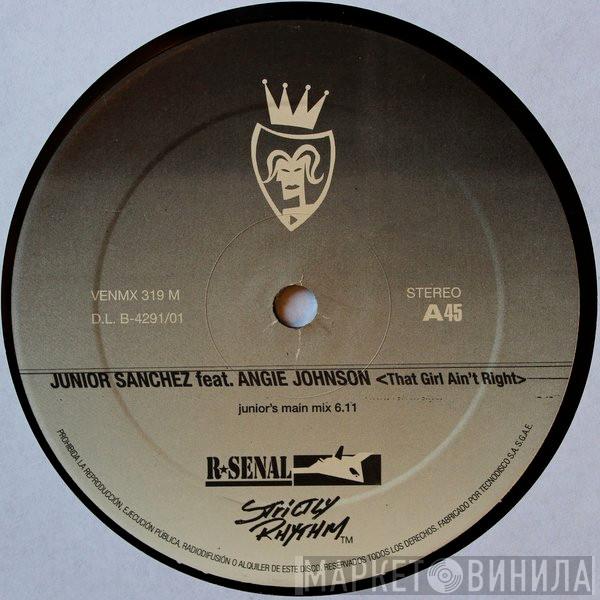 VENMX 319 M
D.L. B-4291/01
STEREO
A45
JUNIOR SANCHEZ feat. ANGIE JOHNSON <That Girl Ain't Right>
junior's main mix 6.11
R★SENAL
STRICTLY
RHYTHM TM
PROHIBIDA LA REPRODUCCIÓN, EJECUCIÓN PÚBLICA, RADIODIFUSIÓN O ALQUILER DE ESTE DISCO. RESERVADOS TODOS LOS DERECHOS. FABRICADO POR TECNODISCO S.A. S.G.A.E.
МАРКЕТ ВИНИЛА